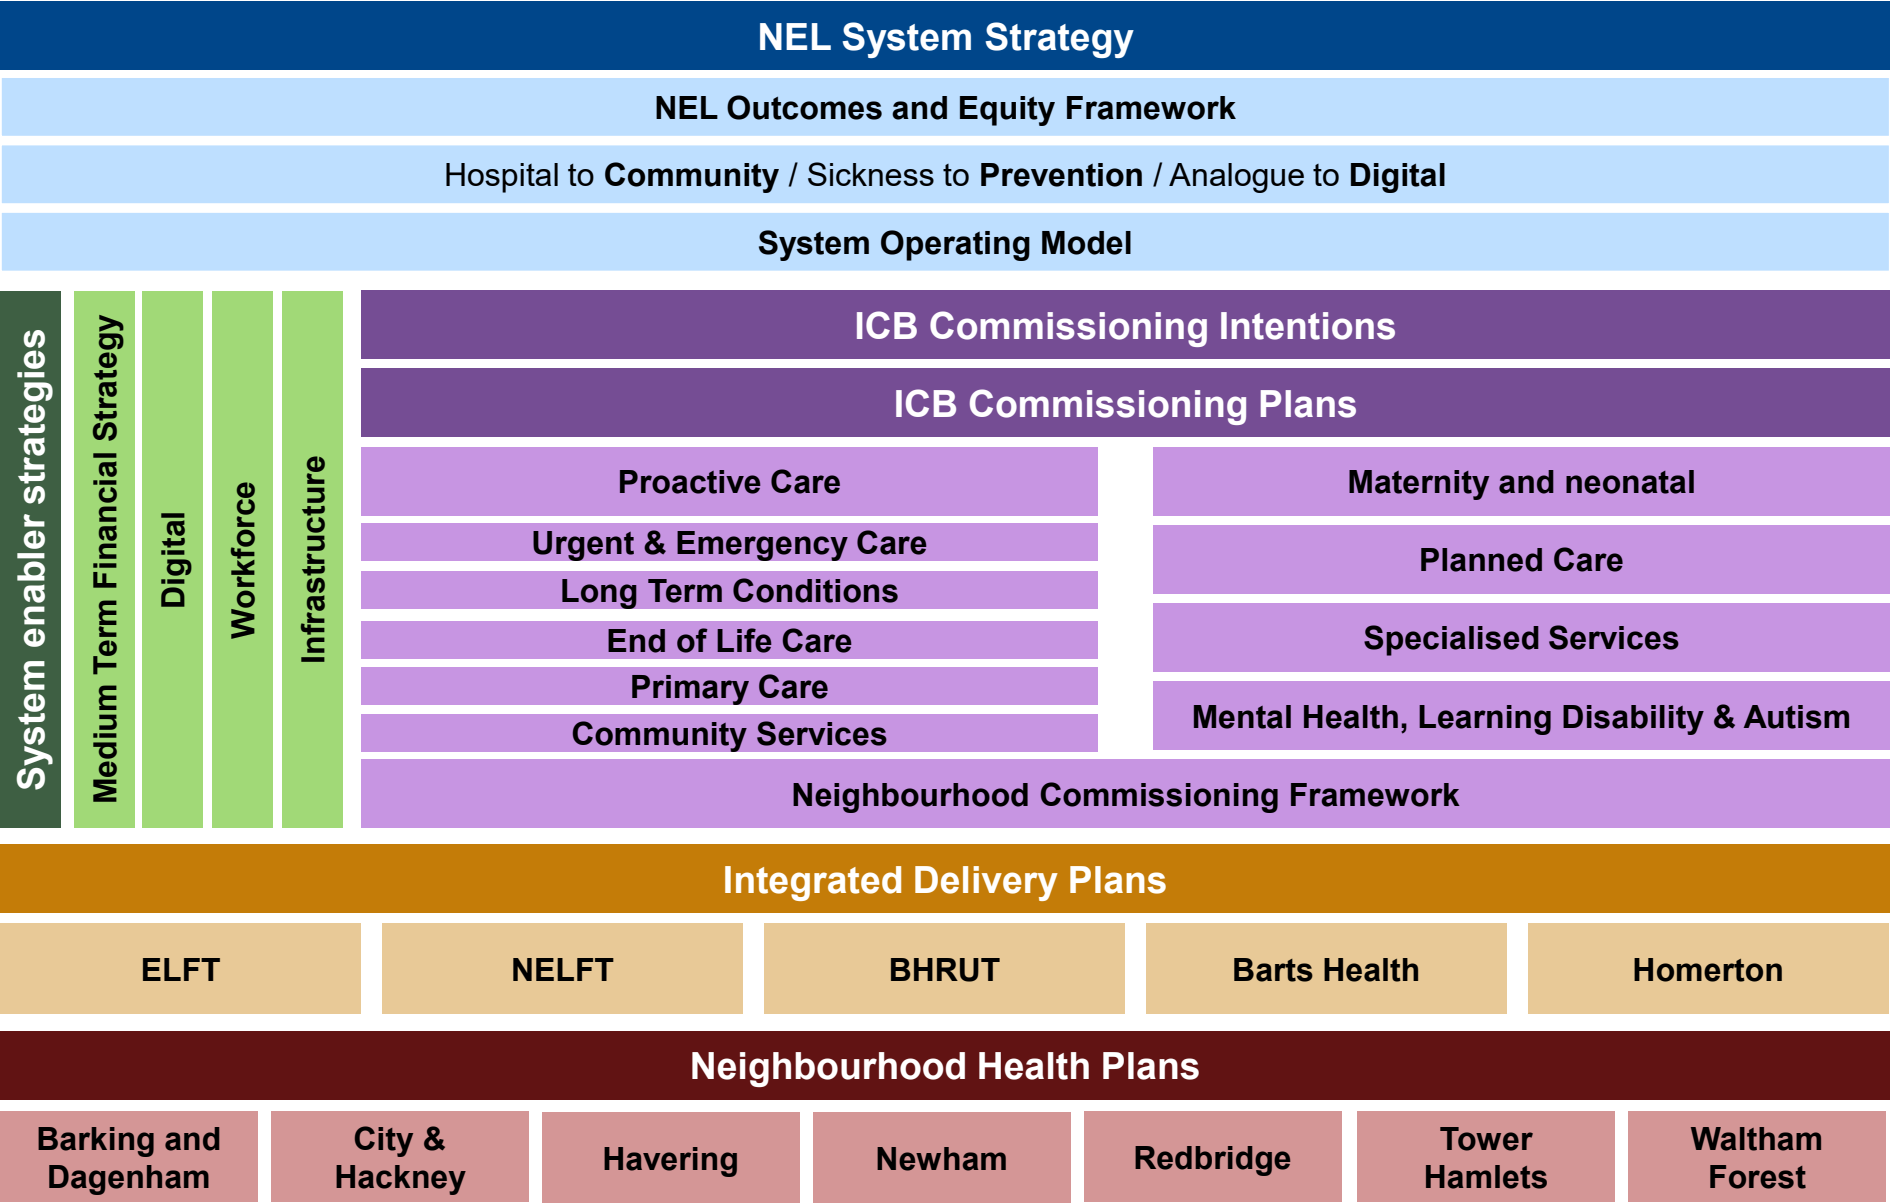 NEL System Strategy
NEL Outcomes and Equity Framework
Hospital to Community / Sickness to Prevention / Analogue to Digital
System Operating Model
System enabler strategies
Medium Term Financial Strategy
Digital
Workforce
Infrastructure
ICB Commissioning Intentions
ICB Commissioning Plans
Proactive Care
Urgent & Emergency Care
Long Term Conditions
End of Life Care
Primary Care
Community Services
Maternity and neonatal
Planned Care
Specialised Services
Mental Health, Learning Disability & Autism
Neighbourhood Commissioning Framework
Integrated Delivery Plans
ELFT
NELFT
BHRUT
Barts Health
Homerton
Neighbourhood Health Plans
Barking and
Dagenham
City &
Hackney
Havering
Newham
Redbridge
Tower
Hamlets
Waltham
Forest